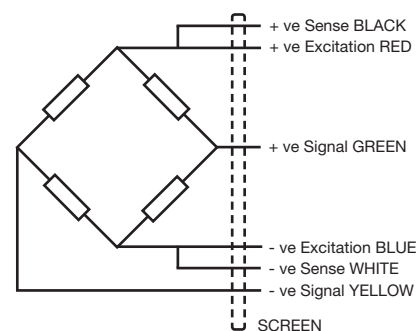 + ve Sense BLACK
+ ve Excitation RED
+ ve Signal GREEN
- ve Excitation BLUE
- ve Sense WHITE
- ve Signal YELLOW
SCREEN